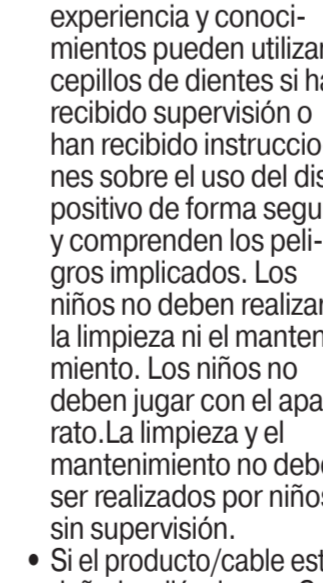 experiencia y conoci-
mientos pueden utilizar
cepillos de dientes si ha
recibido supervisión o
han recibido instruccio
nes sobre el uso del dis
positivo de forma segu
y comprenden los peli-
gros implicados. Los
niños no deben realizar
la limpieza ni el manten
miento. Los niños no
deben jugar con el apa
rato.La limpieza y el
mantenimiento no debe
ser realizados por niños
sin supervisión.
• Si el producto/cable est